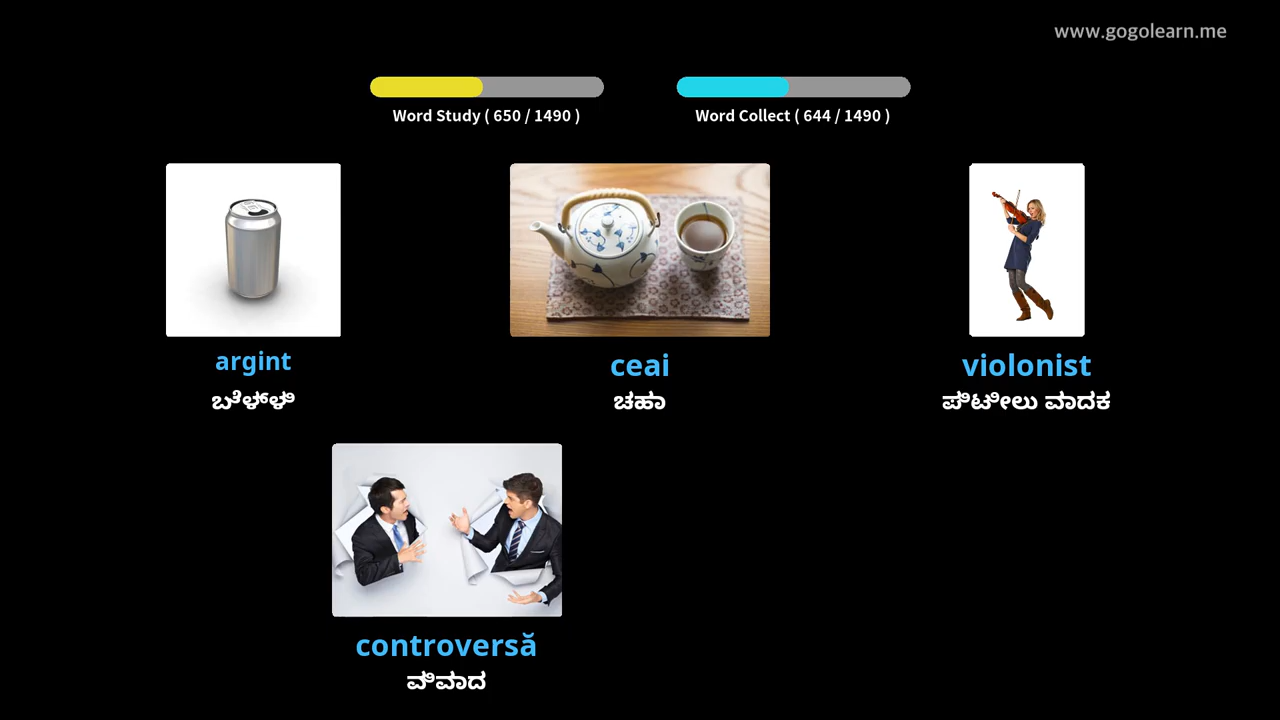 www.gogolearn.me
Word Study ( 650 / 1490 )
Word Collect ( 644 / 1490 )
argint
ಬೆಳ್ಳಿ
ceai
ಚಹಾ
violonist
ಪಿಟೀಲು ವಾದಕ
controversă
ವಿವಾದ